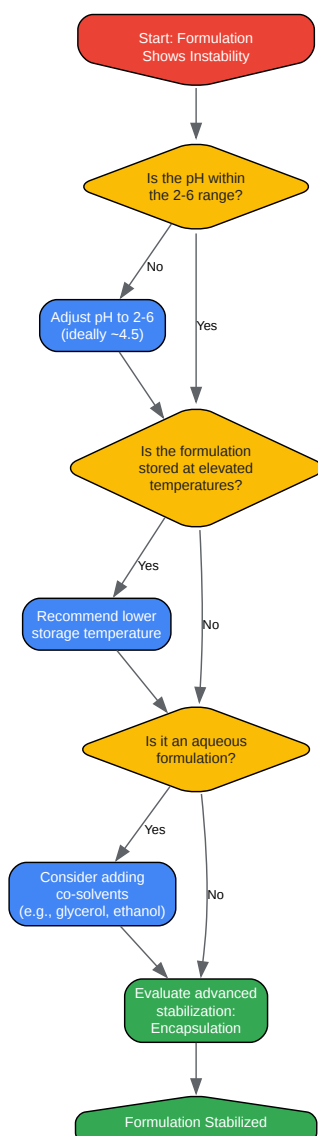 Start: Formulation
Shows Instability
Is the pH within
the 2-6 range?
No
Adjust pH to 2-6
(ideally ~4.5)
Yes
Is the formulation
stored at elevated
temperatures?
Yes
Recommend lower
storage temperature
No
Is it an aqueous
formulation?
Yes
Consider adding
co-solvents
(e.g., glycerol, ethanol)
No
Evaluate advanced
stabilization:
Encapsulation
Formulation Stabilized